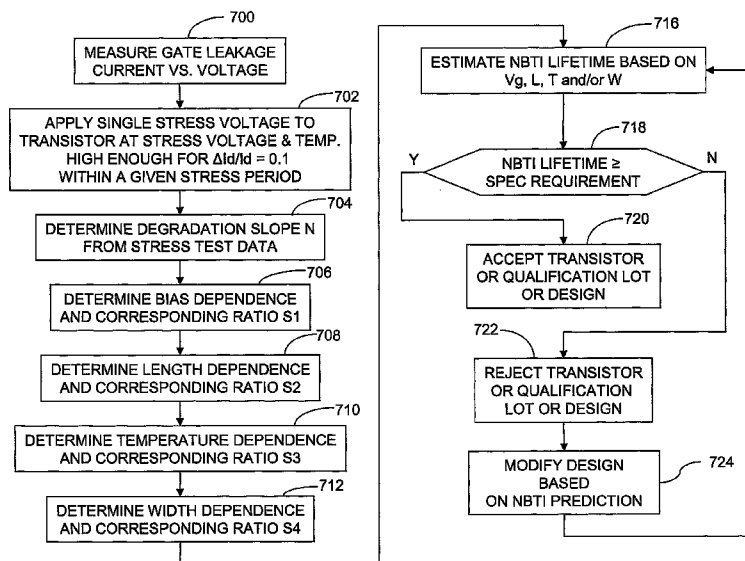 700
MEASURE GATE LEAKAGE
CURRENT VS. VOLTAGE
702
APPLY SINGLE STRESS VOLTAGE TO
TRANSISTOR AT STRESS VOLTAGE & TEMP.
HIGH ENOUGH FOR ΔId/Id = 0.1
WITHIN A GIVEN STRESS PERIOD
704
DETERMINE DEGRADATION SLOPE N
FROM STRESS TEST DATA
706
DETERMINE BIAS DEPENDENCE
AND CORRESPONDING RATIO S1
708
DETERMINE LENGTH DEPENDENCE
AND CORRESPONDING RATIO S2
710
DETERMINE TEMPERATURE DEPENDENCE
AND CORRESPONDING RATIO S3
712
DETERMINE WIDTH DEPENDENCE
AND CORRESPONDING RATIO S4
716
ESTIMATE NBTI LIFETIME BASED ON
Vg, L, T and/or W
718
Y
NBTI LIFETIME ≥
SPEC REQUIREMENT
N
720
ACCEPT TRANSISTOR
OR QUALIFICATION LOT
OR DESIGN
722
REJECT TRANSISTOR
OR QUALIFICATION
LOT OR DESIGN
724
MODIFY DESIGN
BASED
ON NBTI PREDICTION